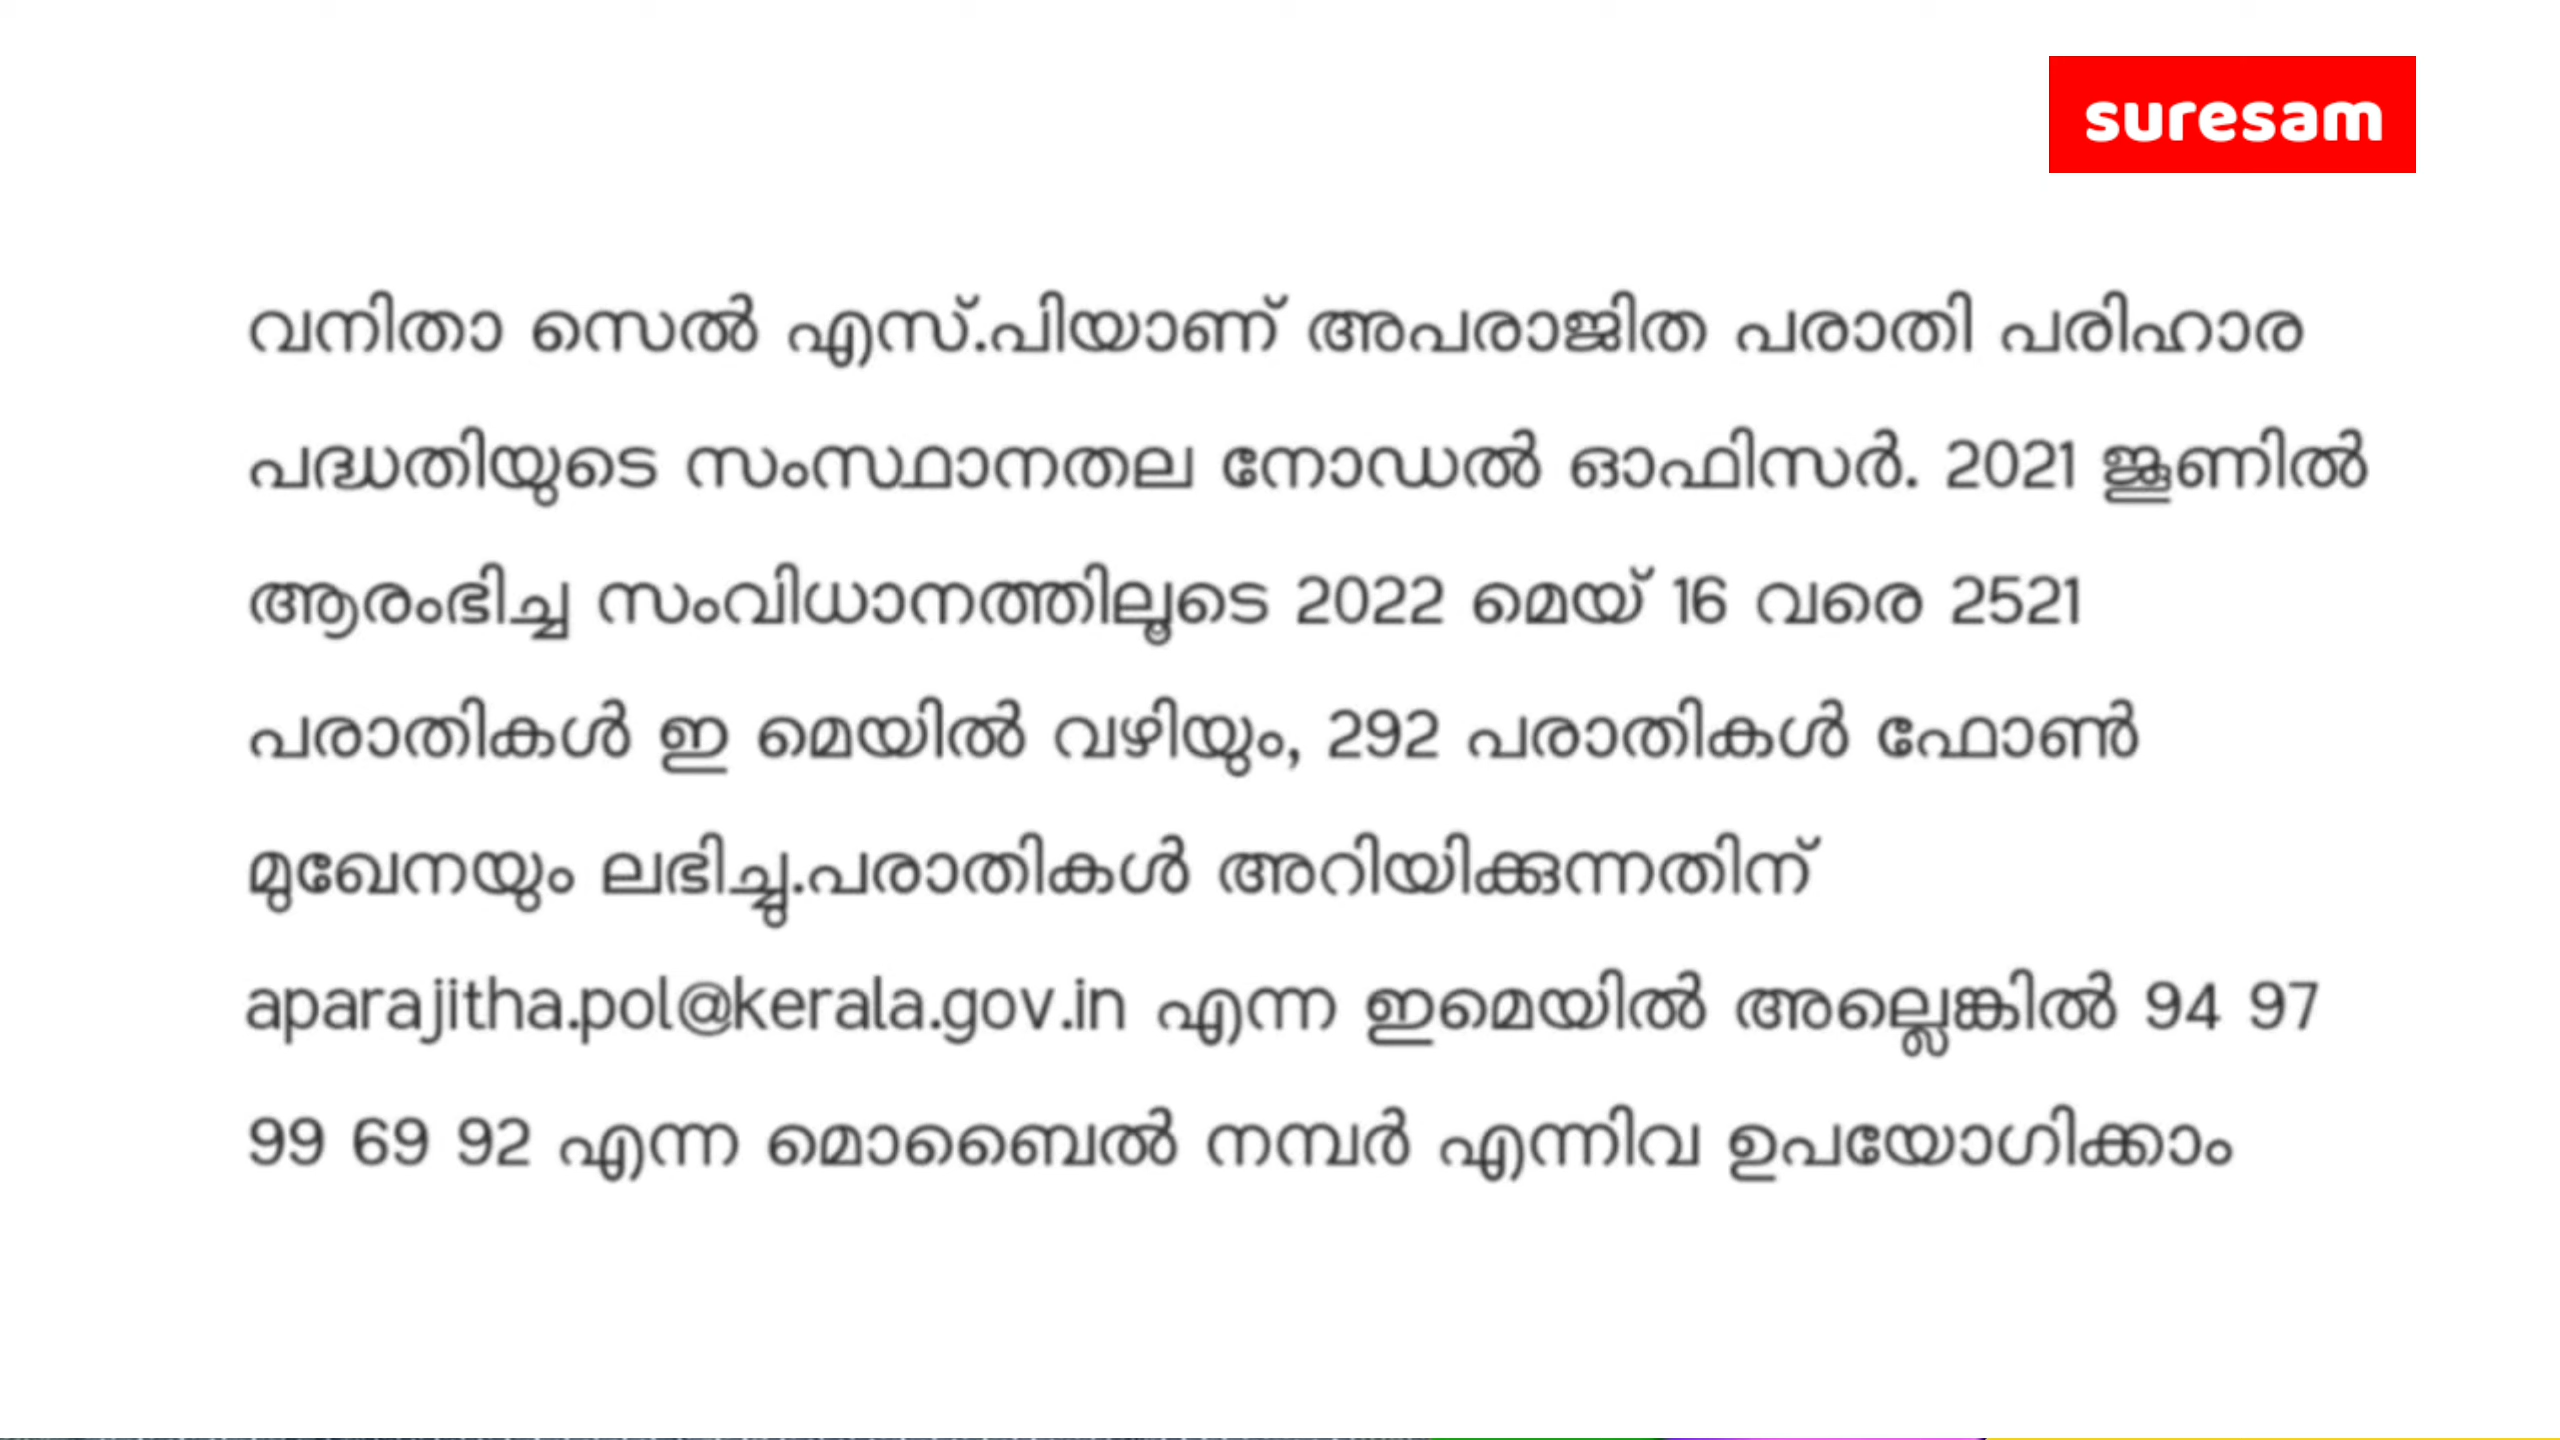 suresam
വനിതാ സെൽ എസ്.പിയാണ് അപരാജിത പരാതി പരിഹാര
പദ്ധതിയുടെ സംസ്ഥാനതല നോഡൽ ഓഫിസർ. 2021 ജൂണിൽ
ആരംഭിച്ച സംവിധാനത്തിലൂടെ 2022 മെയ് 16 വരെ 2521
പരാതികൾ ഇ മെയിൽ വഴിയും, 292 പരാതികൾ ഫോൺ
മുഖേനയും ലഭിച്ചു.പരാതികൾ അറിയിക്കുന്നതിന്
aparajitha.pol@kerala.gov.in എന്ന ഇമെയിൽ അല്ലെങ്കിൽ 94 97
99 69 92 എന്ന മൊബൈൽ നമ്പർ എന്നിവ ഉപയോഗിക്കാം